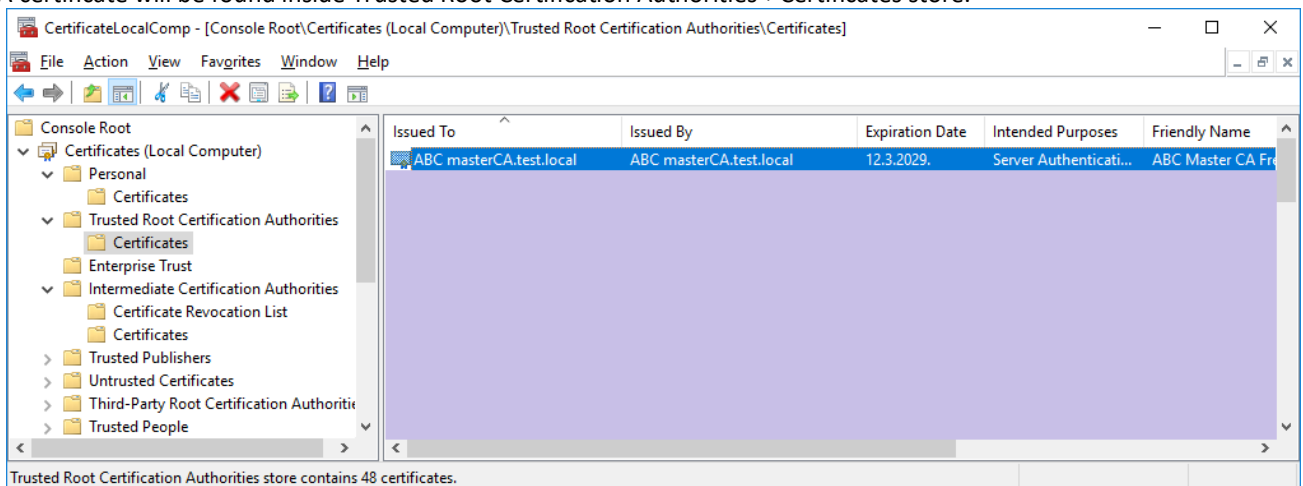 CertificateLocalComp - [Console Root\Certificates (Local Computer)\Trusted Root Certification Authorities\Certificates]
File Action View Favorites Window Help
Console Root
Certificates (Local Computer)
Personal
Certificates
Trusted Root Certification Authorities
Certificates
Enterprise Trust
Intermediate Certification Authorities
Certificate Revocation List
Certificates
Trusted Publishers
Untrusted Certificates
Third-Party Root Certification Authoritie
Trusted People
Issued To Issued By Expiration Date Intended Purposes Friendly Name
ABC masterCA.test.local ABC masterCA.test.local 12.3.2029. Server Authenticati... ABC Master CA Fre
Trusted Root Certification Authorities store contains 48 certificates.